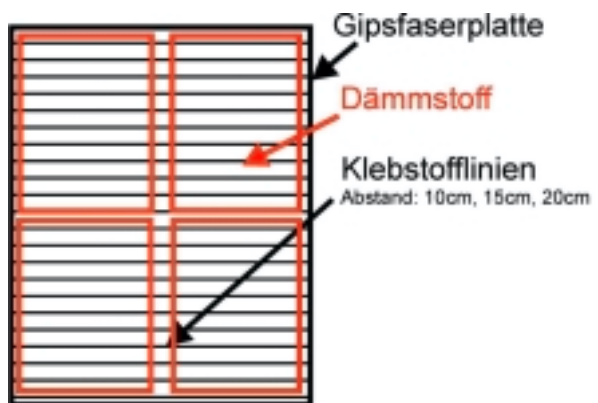 Gipsfaserplatte
Dämmstoff
Klebstofflinien
Abstand: 10cm, 15cm, 20cm